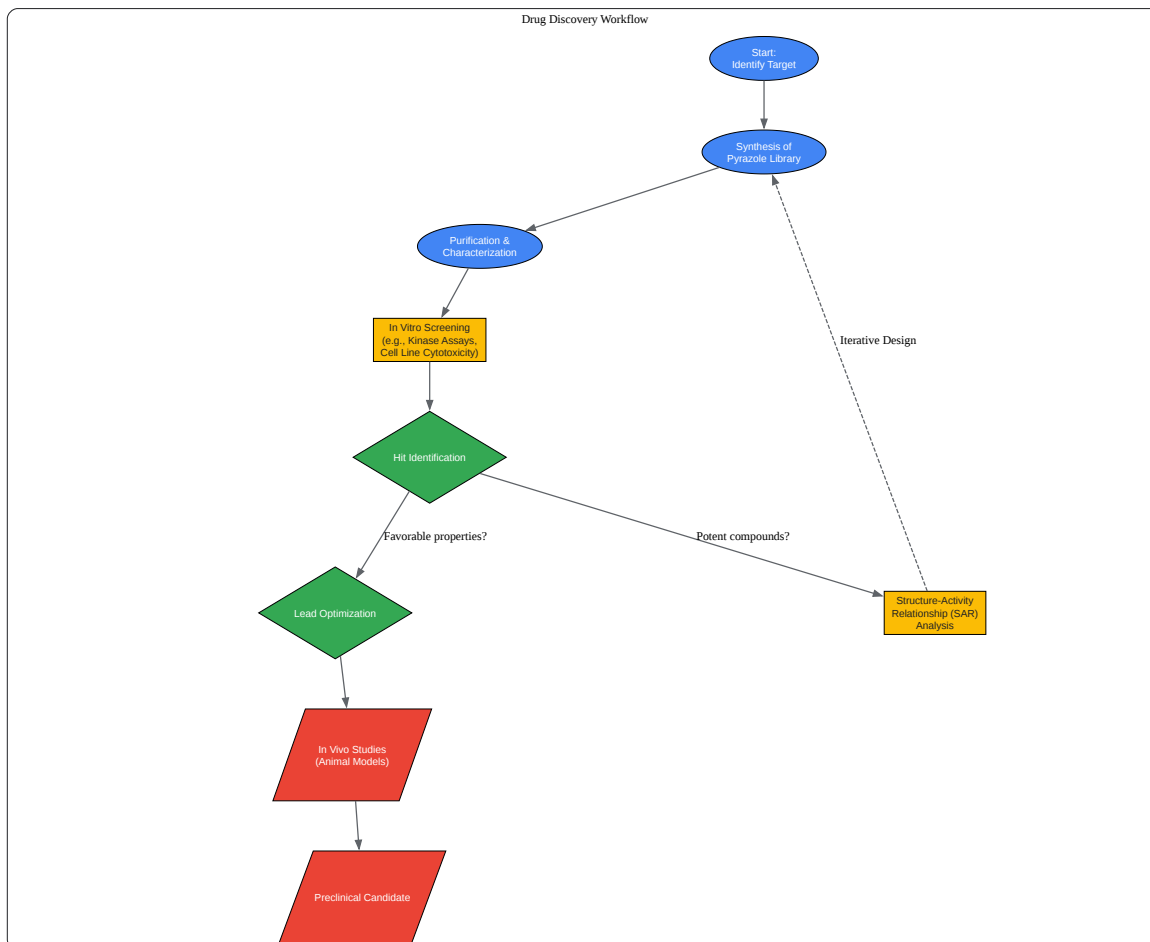 Drug Discovery Workflow
Start:
Identify Target
Synthesis of
Pyrazole Library
Purification &
Characterization
In Vitro Screening
(e.g., Kinase Assays,
Cell Line Cytotoxicity)
Iterative Design
Hit Identification
Favorable properties?
Potent compounds?
Lead Optimization
Structure-Activity
Relationship (SAR)
Analysis
In Vivo Studies
(Animal Models)
Preclinical Candidate